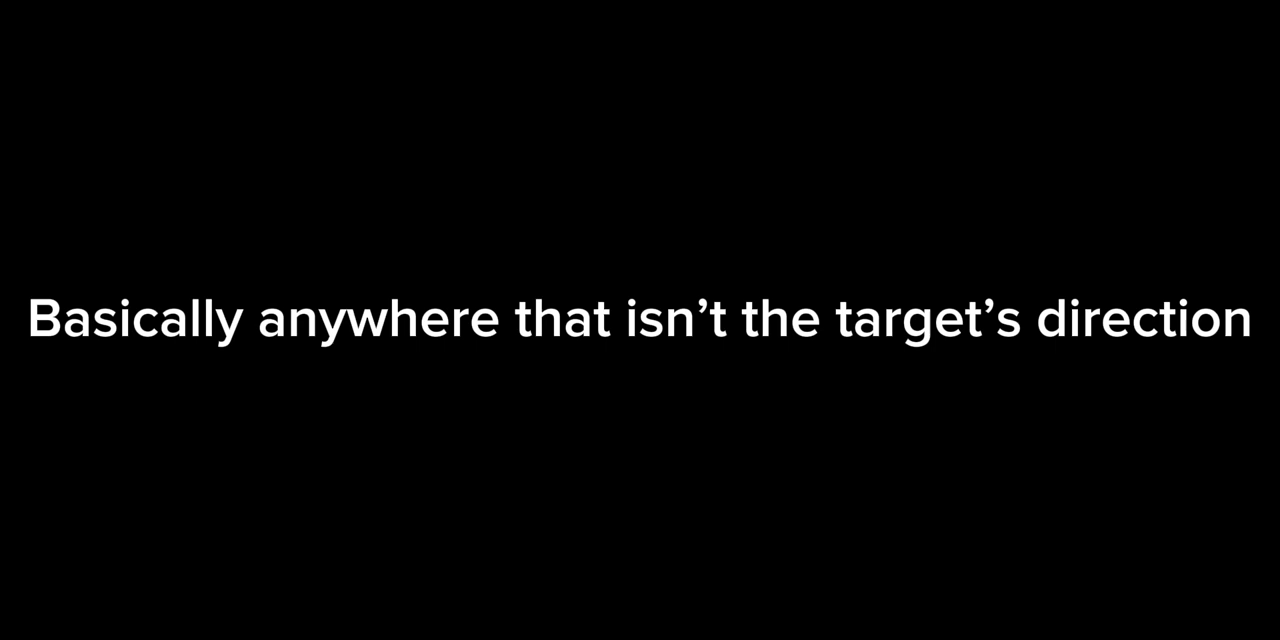 Basically anywhere that isn’t the target’s direction